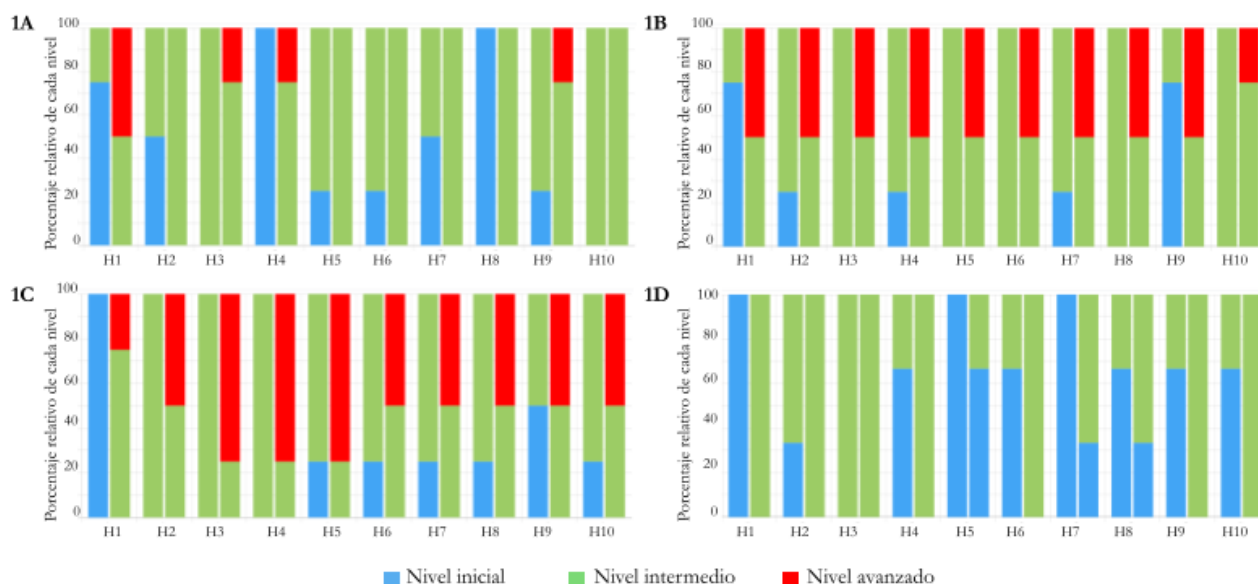 1A
Porcentaje relativo de cada nivel
100
80
60
40
20
0
H1 H2 H3 H4 H5 H6 H7 H8 H9 H10
1B
Porcentaje relativo de cada nivel
100
80
60
40
20
0
H1 H2 H3 H4 H5 H6 H7 H8 H9 H10
1C
Porcentaje relativo de cada nivel
100
80
60
40
20
0
H1 H2 H3 H4 H5 H6 H7 H8 H9 H10
1D
Porcentaje relativo de cada nivel
100
80
60
40
20
0
H1 H2 H3 H4 H5 H6 H7 H8 H9 H10
Nivel inicial Nivel intermedio Nivel avanzado